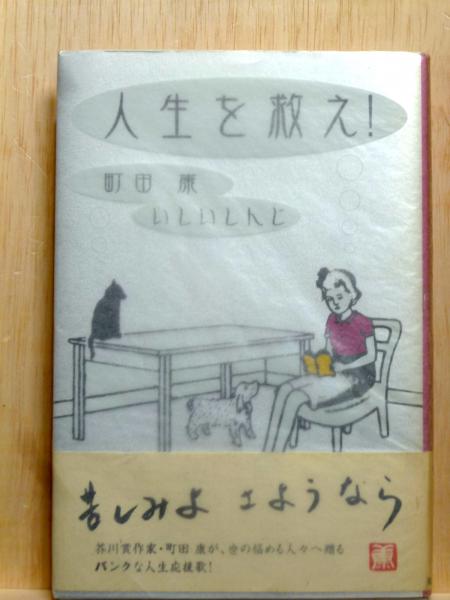 人生を救え!
町田 康
いしいしんじ
苦しみよ さようなら
芥川賞作家・町田 康が、世の悩める人々へ贈る
パンクな人生応援歌!
康